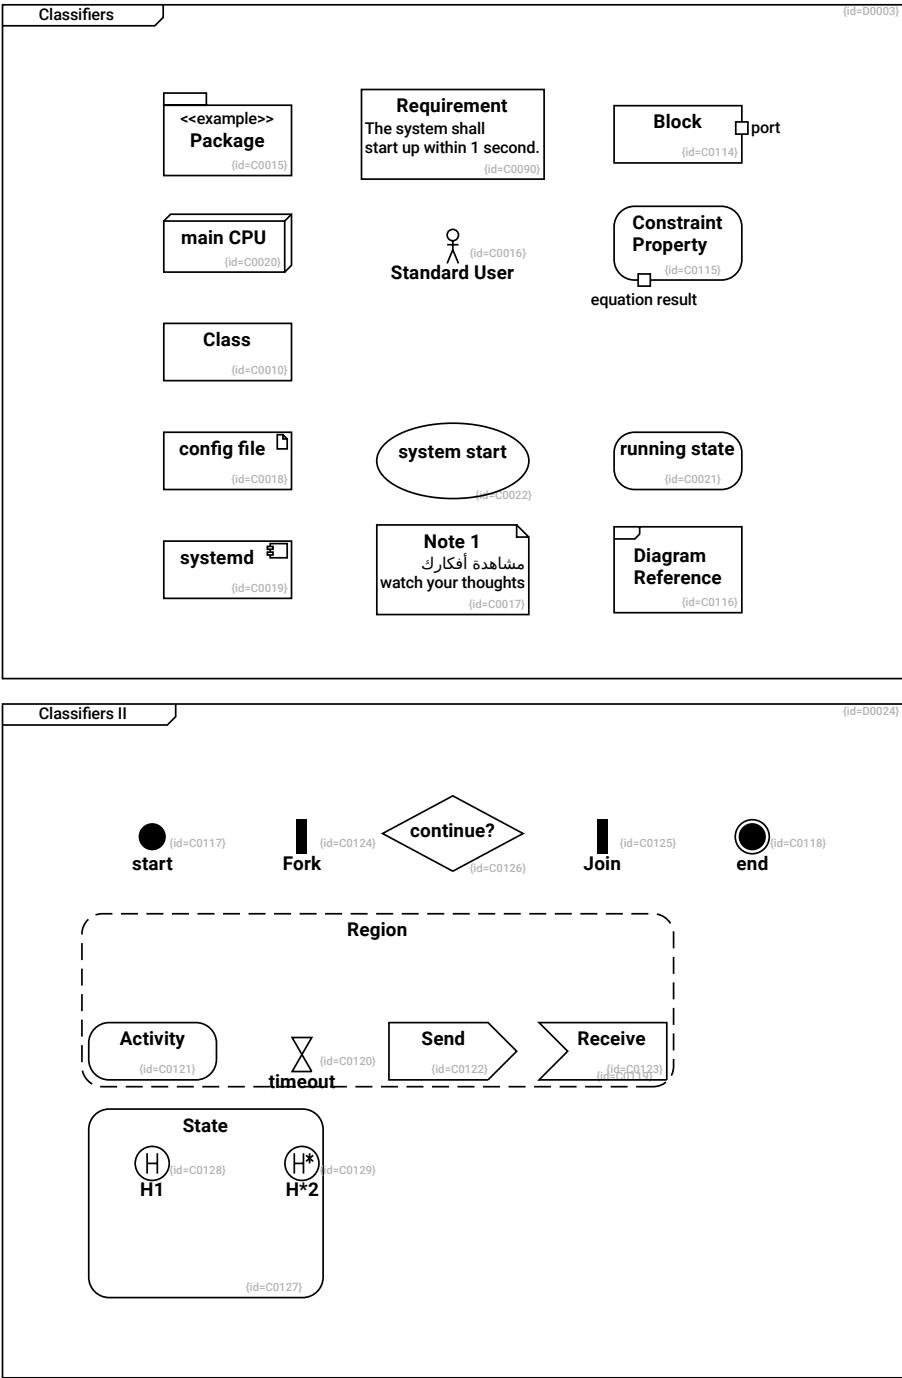 Classifiers
{id=D0003}
<<example>>
Package
{id=C0015}
Requirement
The system shall
start up within 1 second.
{id=C0090}
Block
port
{id=C0114}
main CPU
{id=C0020}
{id=C0016}
Standard User
Constraint
Property
{id=C0115}
equation result
Class
{id=C0010}
config file
{id=C0018}
system start
{id=C0022}
running state
{id=C0021}
systemd
{id=C0019}
Note 1
مشاهدة أفكارك
watch your thoughts
{id=C0017}
Diagram
Reference
{id=C0116}
Classifiers II
{id=D0024}
{id=C0117}
start
{id=C0124}
Fork
continue?
{id=C0126}
{id=C0125}
Join
{id=C0118}
end
Region
Activity
{id=C0121}
{id=C0120}
timeout
Send
{id=C0122}
Receive
{id=C0123}
{id=C0119}
State
H
{id=C0128}
H1
H*
{id=C0129}
H*2
{id=C0127}